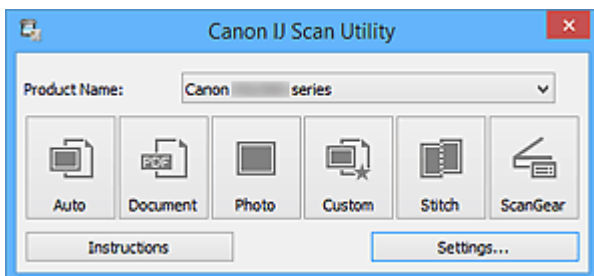 Canon IJ Scan Utility
Product Name: Canon series
PDF
Auto Document Photo Custom Stitch ScanGear
Instructions Settings...